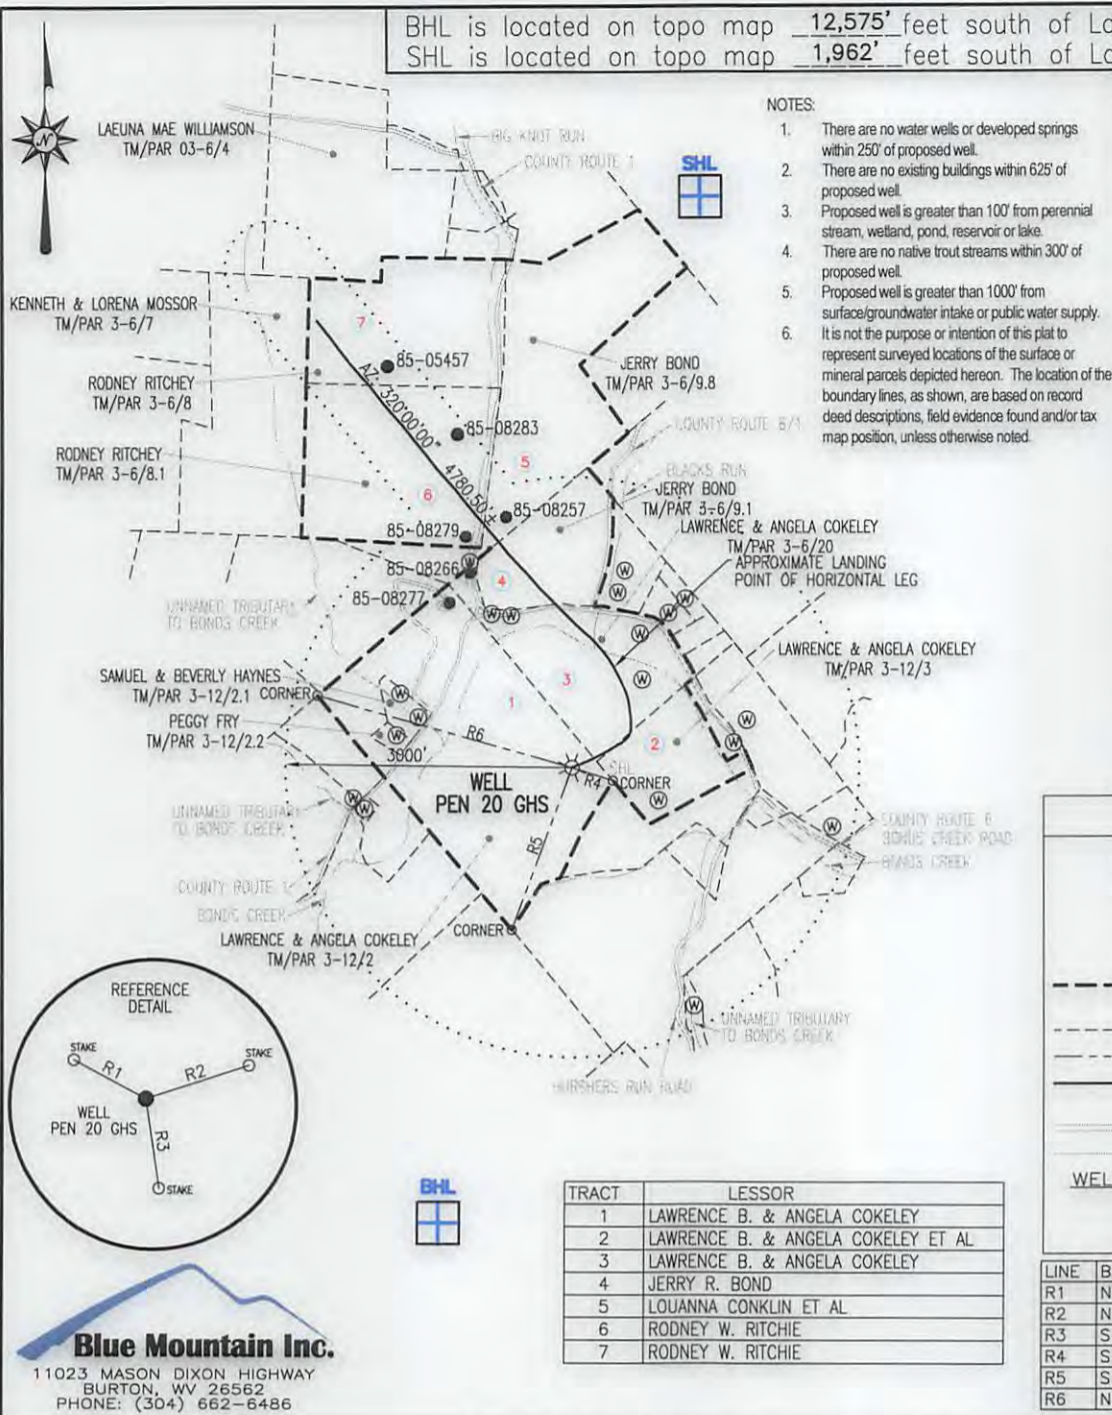 BHL is located on topo map 12,575' feet south of
SHL is located on topo map 1,962' feet south of
NOTES:
1. There are no water wells or developed springs
within 250' of proposed well.
2. There are no existing buildings within 625' of
proposed well.
3. Proposed well is greater than 100' from perennial
stream, wetland, pond, reservoir or lake.
4. There are no native trout streams within 300' of
proposed well.
5. Proposed well is greater than 1000' from
surface/groundwater intake or public water supply.
6. It is not the purpose or intention of this plat to
represent surveyed locations of the surface or
mineral parcels depicted hereon. The location of the
boundary lines, as shown, are based on record
deed descriptions, field evidence found and/or tax
map position, unless otherwise noted.
N
LAEUNA MAE WILLIAMSON
TM/PAR 03-6/4
BIG KNOT RUN
COUNTY ROUTE 1
SHL
KENNETH & LORENA MOSSOR
TM/PAR 3-6/7
7
85-05457
JERRY BOND
TM/PAR 3-6/9.8
RODNEY RITCHEY
TM/PAR 3-6/8
AZ. 320°00'00" 4780.50'±
85-08283
COUNTY ROUTE 6/1
RODNEY RITCHEY
TM/PAR 3-6/8.1
5
BLACKS RUN
6
JERRY BOND
TM/PAR 3-6/9.1
85-08257
LAWRENCE & ANGELA COKELEY
TM/PAR 3-6/20
85-08279
APPROXIMATE LANDING
POINT OF HORIZONTAL LEG
85-08266
4
85-08277
UNNAMED TRIBUTARY
TO BONDS CREEK
W
W W
W
W
W
W
W
W
LAWRENCE & ANGELA COKELEY
TM/PAR 3-12/3
SAMUEL & BEVERLY HAYNES
TM/PAR 3-12/2.1
CORNER
3
1
W
W
W
PEGGY FRY
TM/PAR 3-12/2.2
R6
2
W
W
3000'
WELL
PEN 20 GHS
SHL
R4
CORNER
W
UNNAMED TRIBUTARY
TO BONDS CREEK
W
W
W
COUNTY ROUTE 6
BONDS CREEK ROAD
BONDS CREEK
R5
COUNTY ROUTE 1
BONDS CREEK
LAWRENCE & ANGELA COKELEY
TM/PAR 3-12/2
CORNER
W
UNNAMED TRIBUTARY
TO BONDS CREEK
HURSHERS RUN ROAD
REFERENCE
DETAIL
STAKE
R1
R2
STAKE
WELL
PEN 20 GHS
R3
STAKE
BHL
TRACT LESSOR
1 LAWRENCE B. & ANGELA COKELEY
2 LAWRENCE B. & ANGELA COKELEY ET AL
3 LAWRENCE B. & ANGELA COKELEY
4 JERRY R. BOND
5 LOUANNA CONKLIN ET AL
6 RODNEY W. RITCHIE
7 RODNEY W. RITCHIE
LINE B
R1 N
R2 N
R3 S
R4 S
R5 S
R6 N
Blue Mountain Inc.
11023 MASON DIXON HIGHWAY
BURTON, WV 26562
PHONE: (304) 662-6486